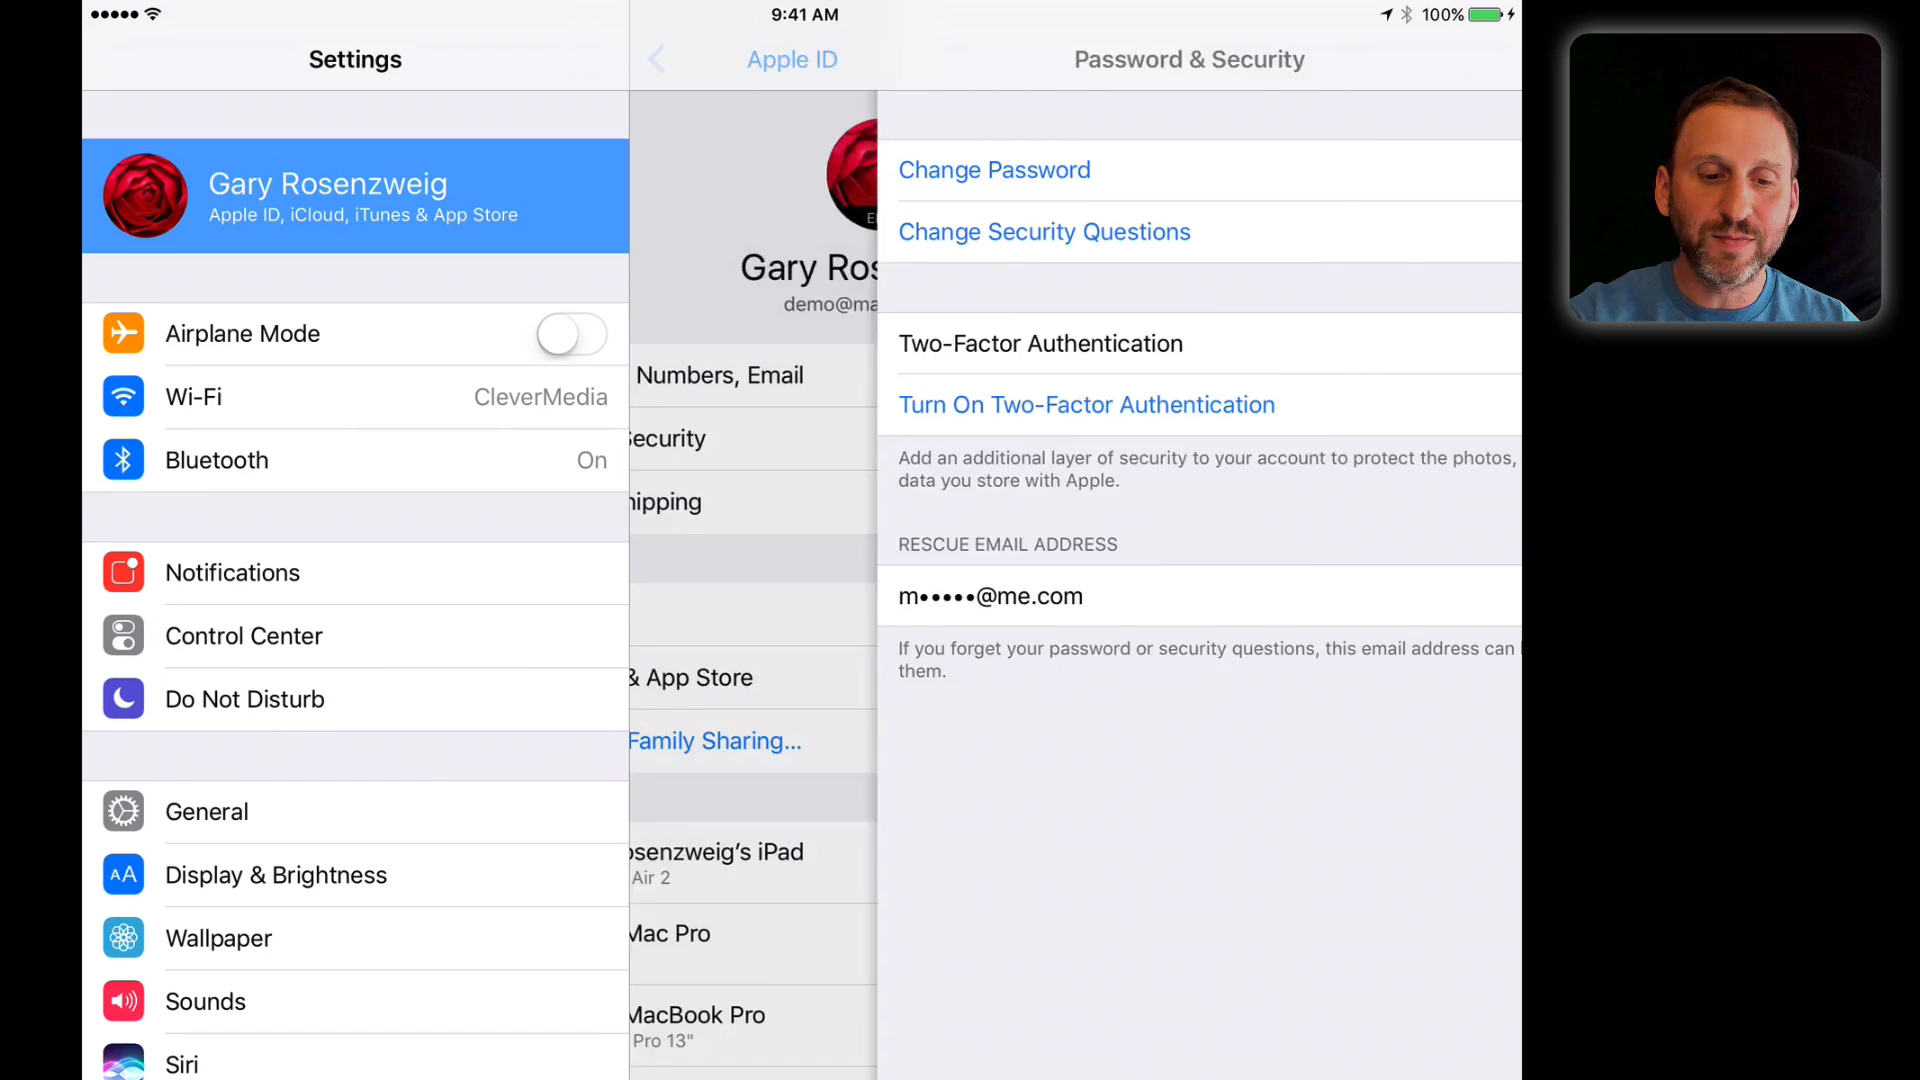 9:41 AM
100%
Settings
Apple ID
Password & Security
Gary Rosenzweig
Apple ID, iCloud, iTunes & App Store
Airplane Mode
Wi-Fi
CleverMedia
Bluetooth
On
Notifications
Control Center
Do Not Disturb
General
Display & Brightness
AA
Wallpaper
Sounds
Siri
Gary Ros
demo@ma
Numbers, Email
Security
hipping
& App Store
Family Sharing...
osenzweig's iPad
Air 2
Mac Pro
MacBook Pro
Pro 13"
Change Password
Change Security Questions
Two-Factor Authentication
Turn On Two-Factor Authentication
Add an additional layer of security to your account to protect the photos,
data you store with Apple.
RESCUE EMAIL ADDRESS
m•••••@me.com
If you forget your password or security questions, this email address can
them.